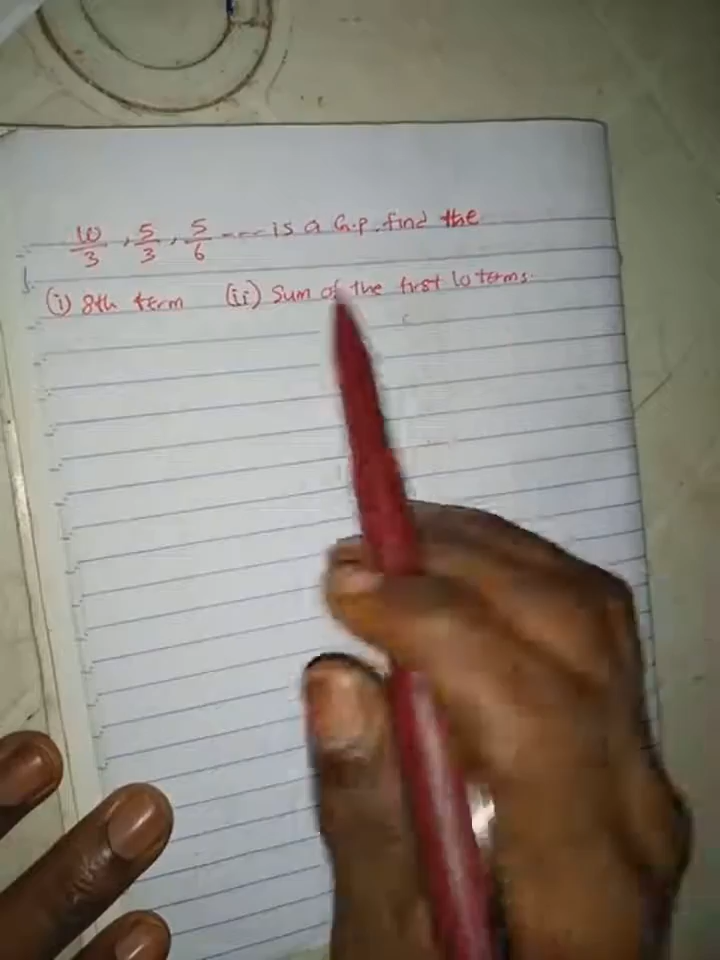 10/3, 5/3, 5/6 ---- is a G.P. find the
(i) 8th term (ii) Sum of the first 10 terms.